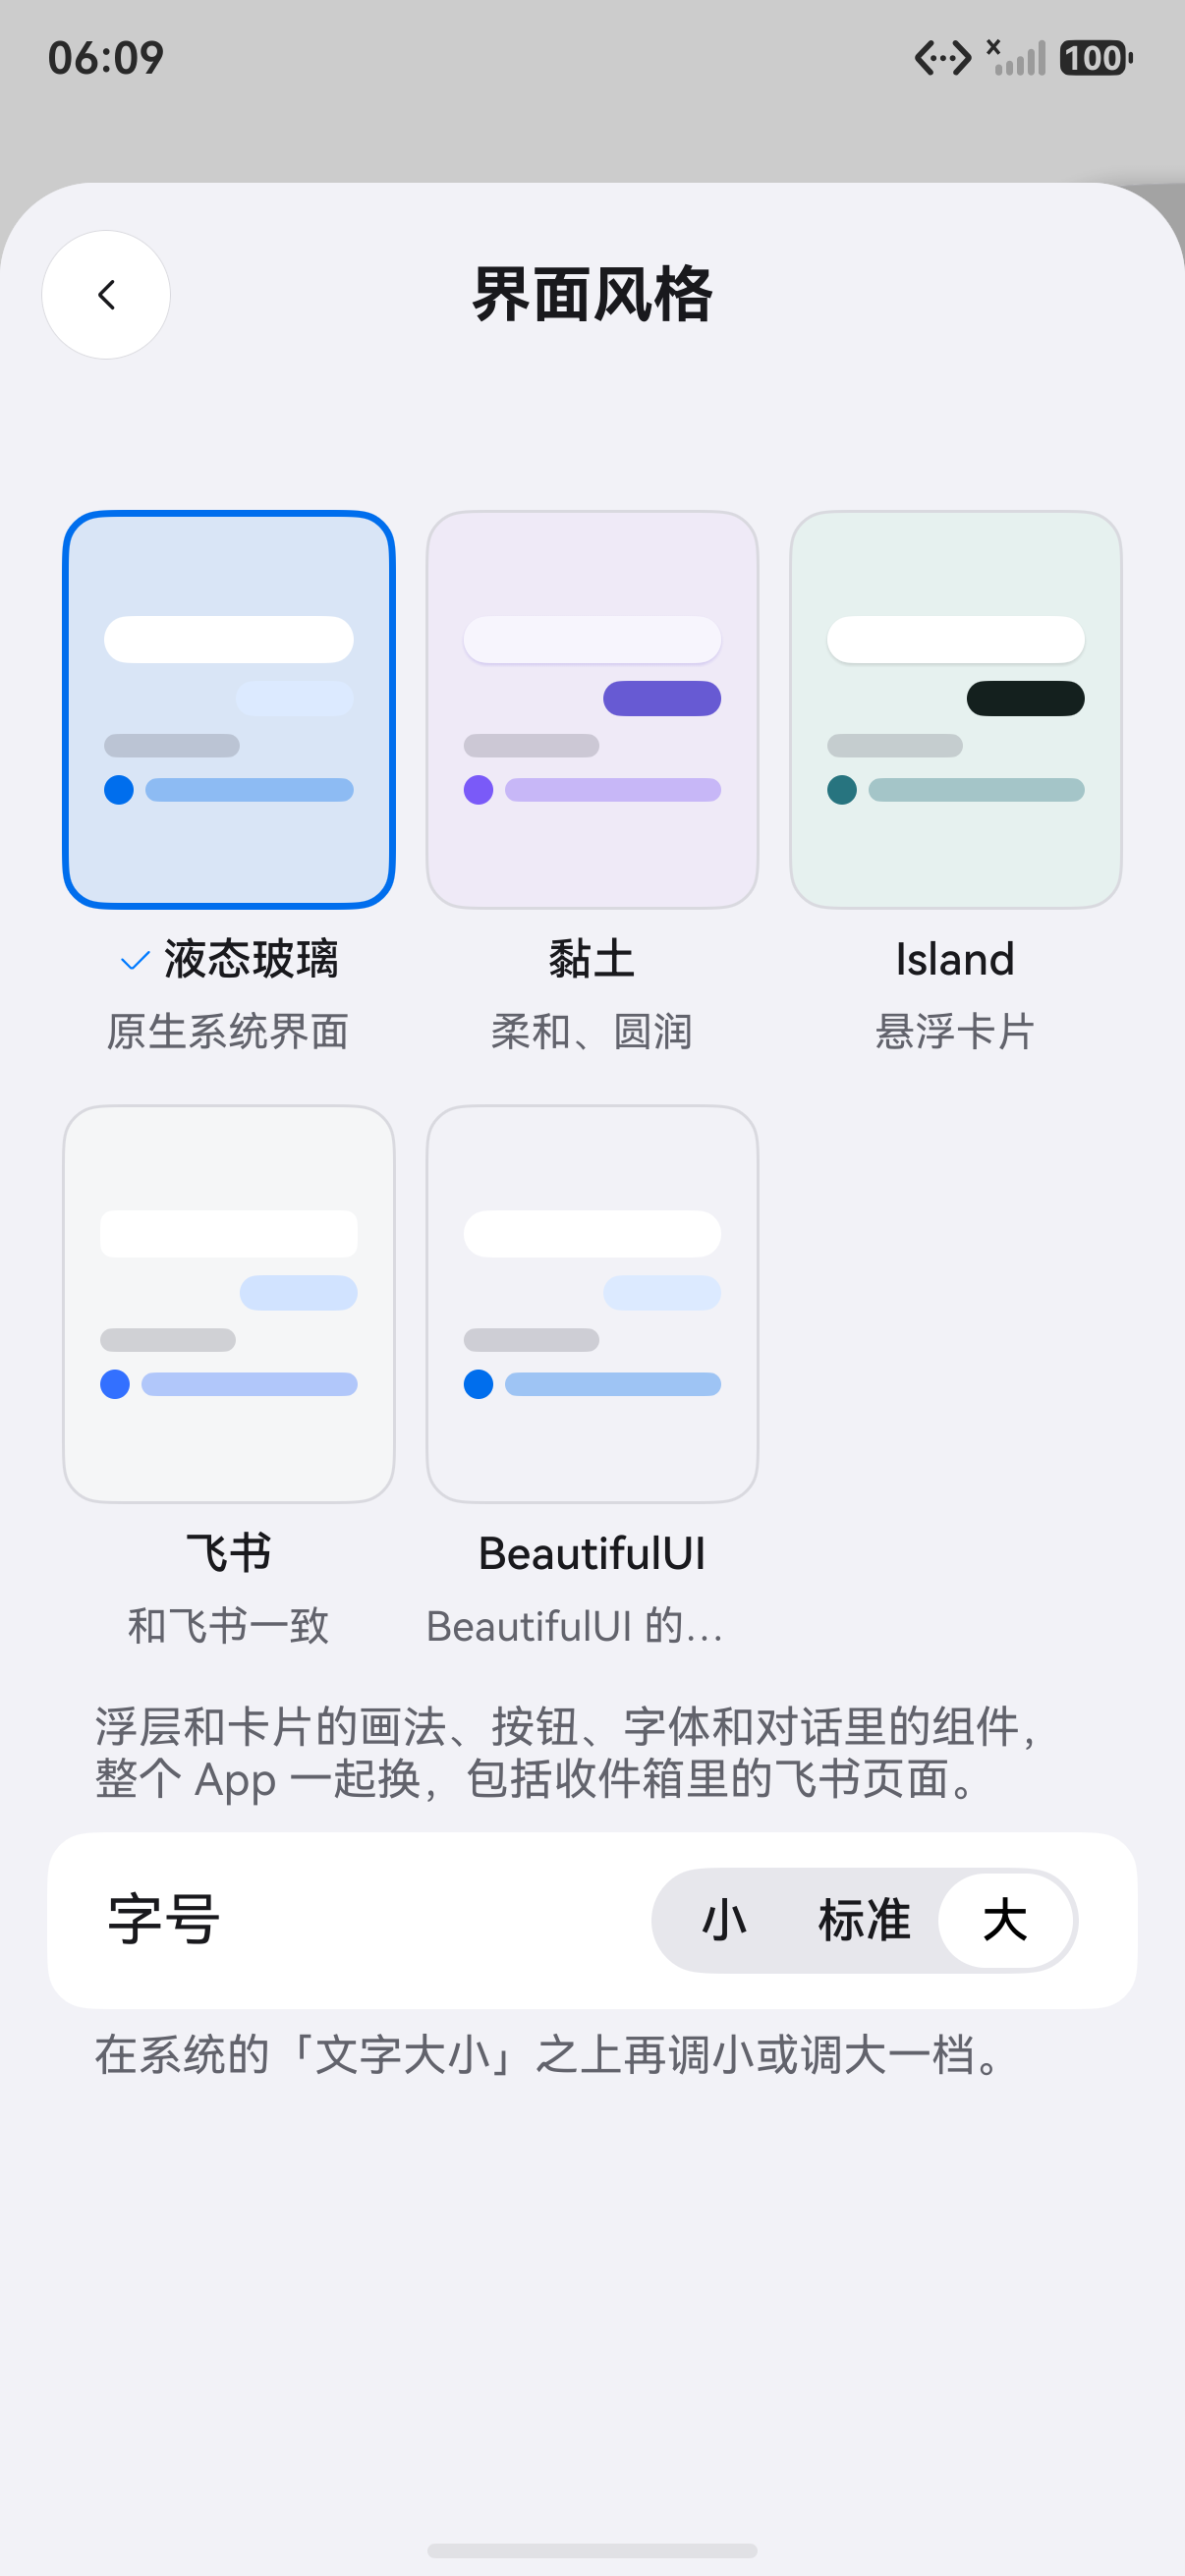 06:09
100
界面风格
液态玻璃
黏土
Island
原生系统界面
柔和、圆润
悬浮卡片
飞书
BeautifulUI
和飞书一致
BeautifulUI 的...
浮层和卡片的画法、按钮、字体和对话里的组件，
整个 App 一起换，包括收件箱里的飞书页面。
字号
小
标准
大
在系统的「文字大小」之上再调小或调大一档。